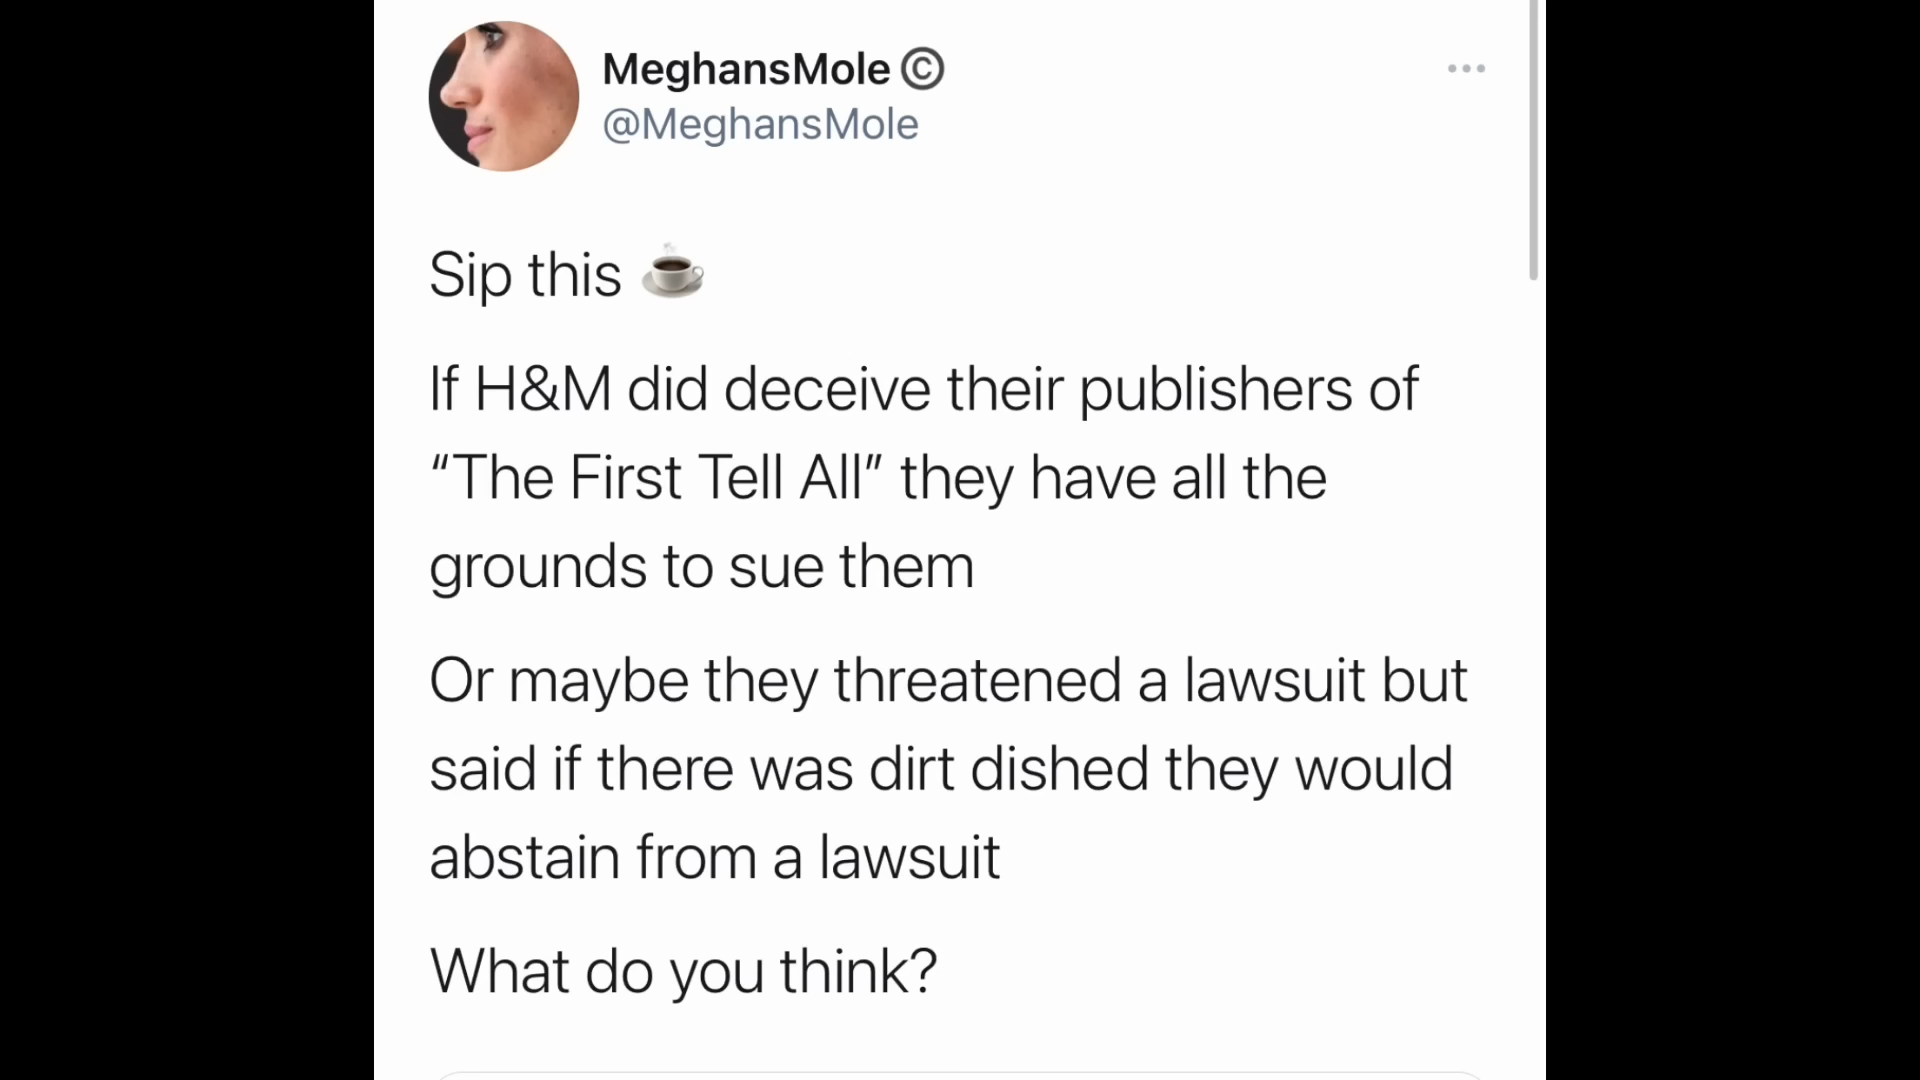 MeghansMole ©
@MeghansMole
Sip this ☕
If H&M did deceive their publishers of
“The First Tell All” they have all the
grounds to sue them
Or maybe they threatened a lawsuit but
said if there was dirt dished they would
abstain from a lawsuit
What do you think?